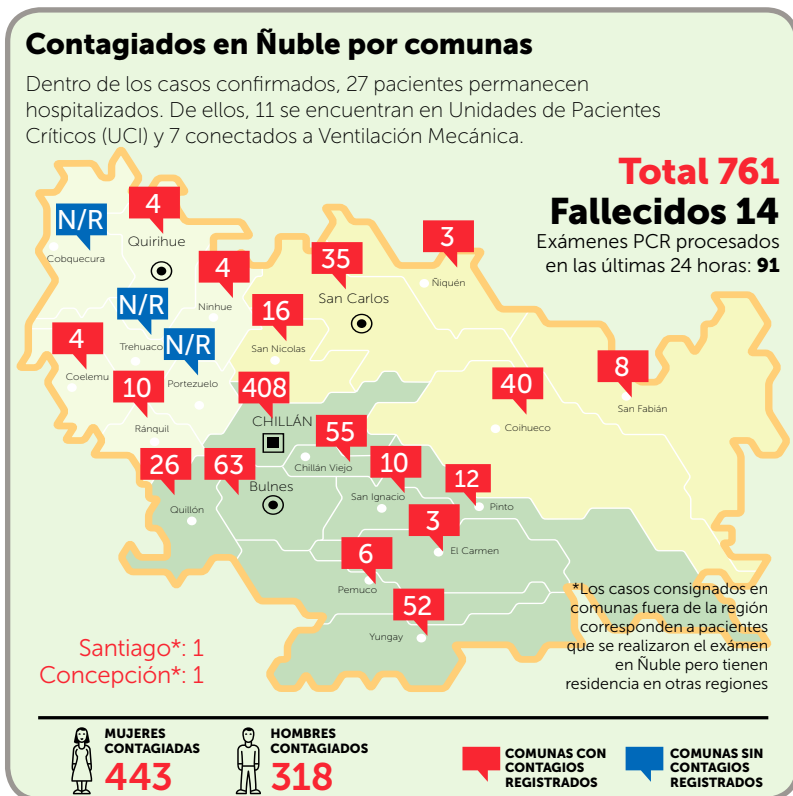 Contagiados en Ñuble por comunas
Dentro de los casos confirmados, 27 pacientes permanecen
hospitalizados. De ellos, 11 se encuentran en Unidades de Pacientes
Críticos (UCI) y 7 conectados a Ventilación Mecánica.
Total 761
Fallecidos 14
Exámenes PCR procesados
en las últimas 24 horas: 91
N/R
Cobquecura
4
Quirihue
4
Ninhue
35
San Carlos
3
Ñiquén
N/R
Trehuaco
N/R
Portezuelo
16
San Nicolas
4
Coelemu
10
Ránquil
408
CHILLÁN
40
Coihueco
8
San Fabián
55
Chillán Viejo
26
Quillón
63
Bulnes
10
San Ignacio
12
Pinto
3
El Carmen
6
Pemuco
52
Yungay
*Los casos consignados en
comunas fuera de la región
corresponden a pacientes
que se realizaron el exámen
en Ñuble pero tienen
residencia en otras regiones
Santiago*: 1
Concepción*: 1
MUJERES
CONTAGIADAS
443
HOMBRES
CONTAGIADOS
318
COMUNAS CON
CONTAGIOS
REGISTRADOS
COMUNAS SIN
CONTAGIOS
REGISTRADOS